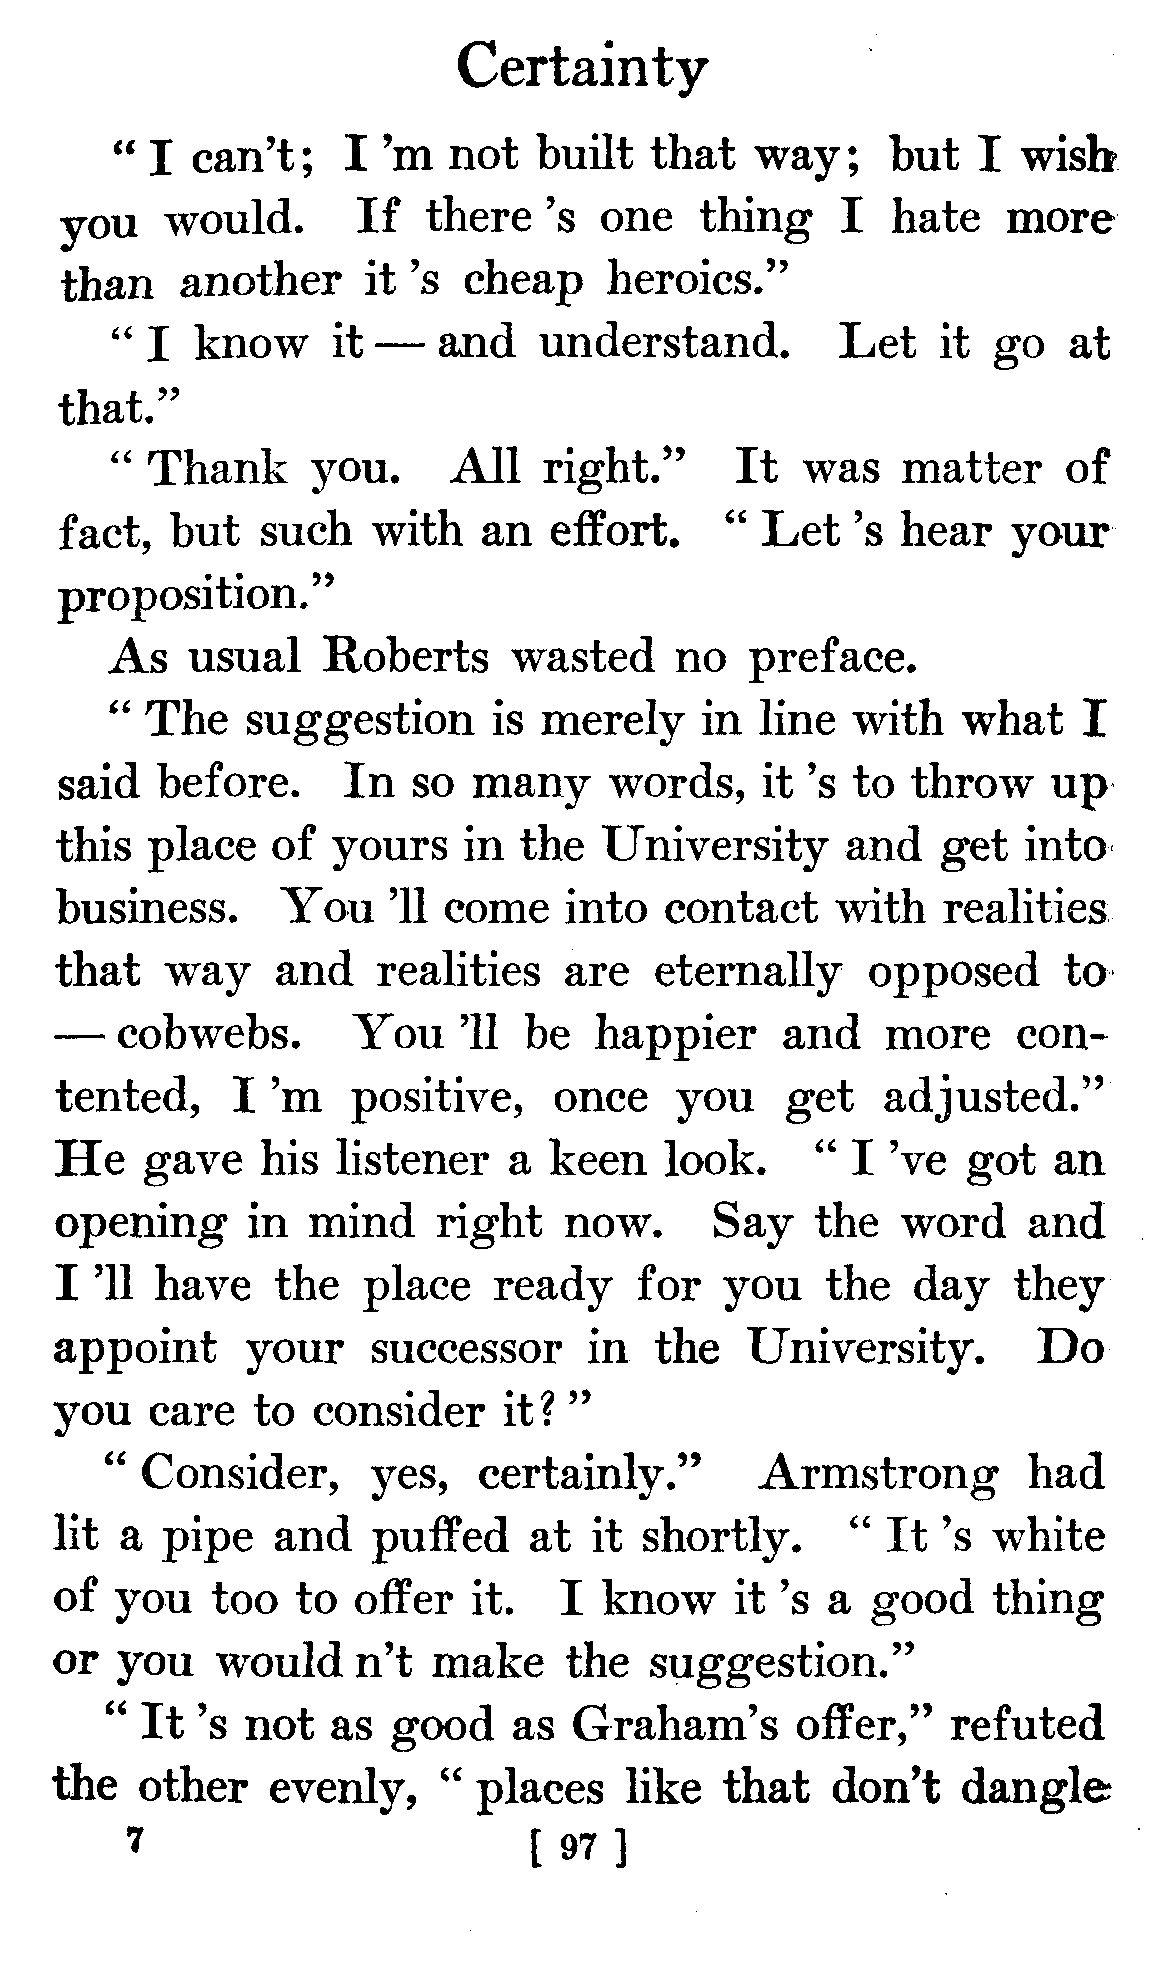 Certainty
“ I can’t; I ’m not built that way; but I wish
you would. If there ’s one thing I hate more
than another it ’s cheap heroics.”
“ I know it — and understand. Let it go at
that.”
“ Thank you. All right.” It was matter of
fact, but such with an effort. “ Let ’s hear your
proposition.”
As usual Roberts wasted no preface.
“ The suggestion is merely in line with what I
said before. In so many words, it ’s to throw up
this place of yours in the University and get into
business. You ’ll come into contact with realities
that way and realities are eternally opposed to
— cobwebs. You ’ll be happier and more con-
tented, I ’m positive, once you get adjusted.”
He gave his listener a keen look. “ I ’ve got an
opening in mind right now. Say the word and
I ’ll have the place ready for you the day they
appoint your successor in the University. Do
you care to consider it? ”
“ Consider, yes, certainly.” Armstrong had
lit a pipe and puffed at it shortly. “ It ’s white
of you too to offer it. I know it ’s a good thing
or you would n’t make the suggestion.”
“ It ’s not as good as Graham’s offer,” refuted
the other evenly, “ places like that don’t dangle
7 [ 97 ]